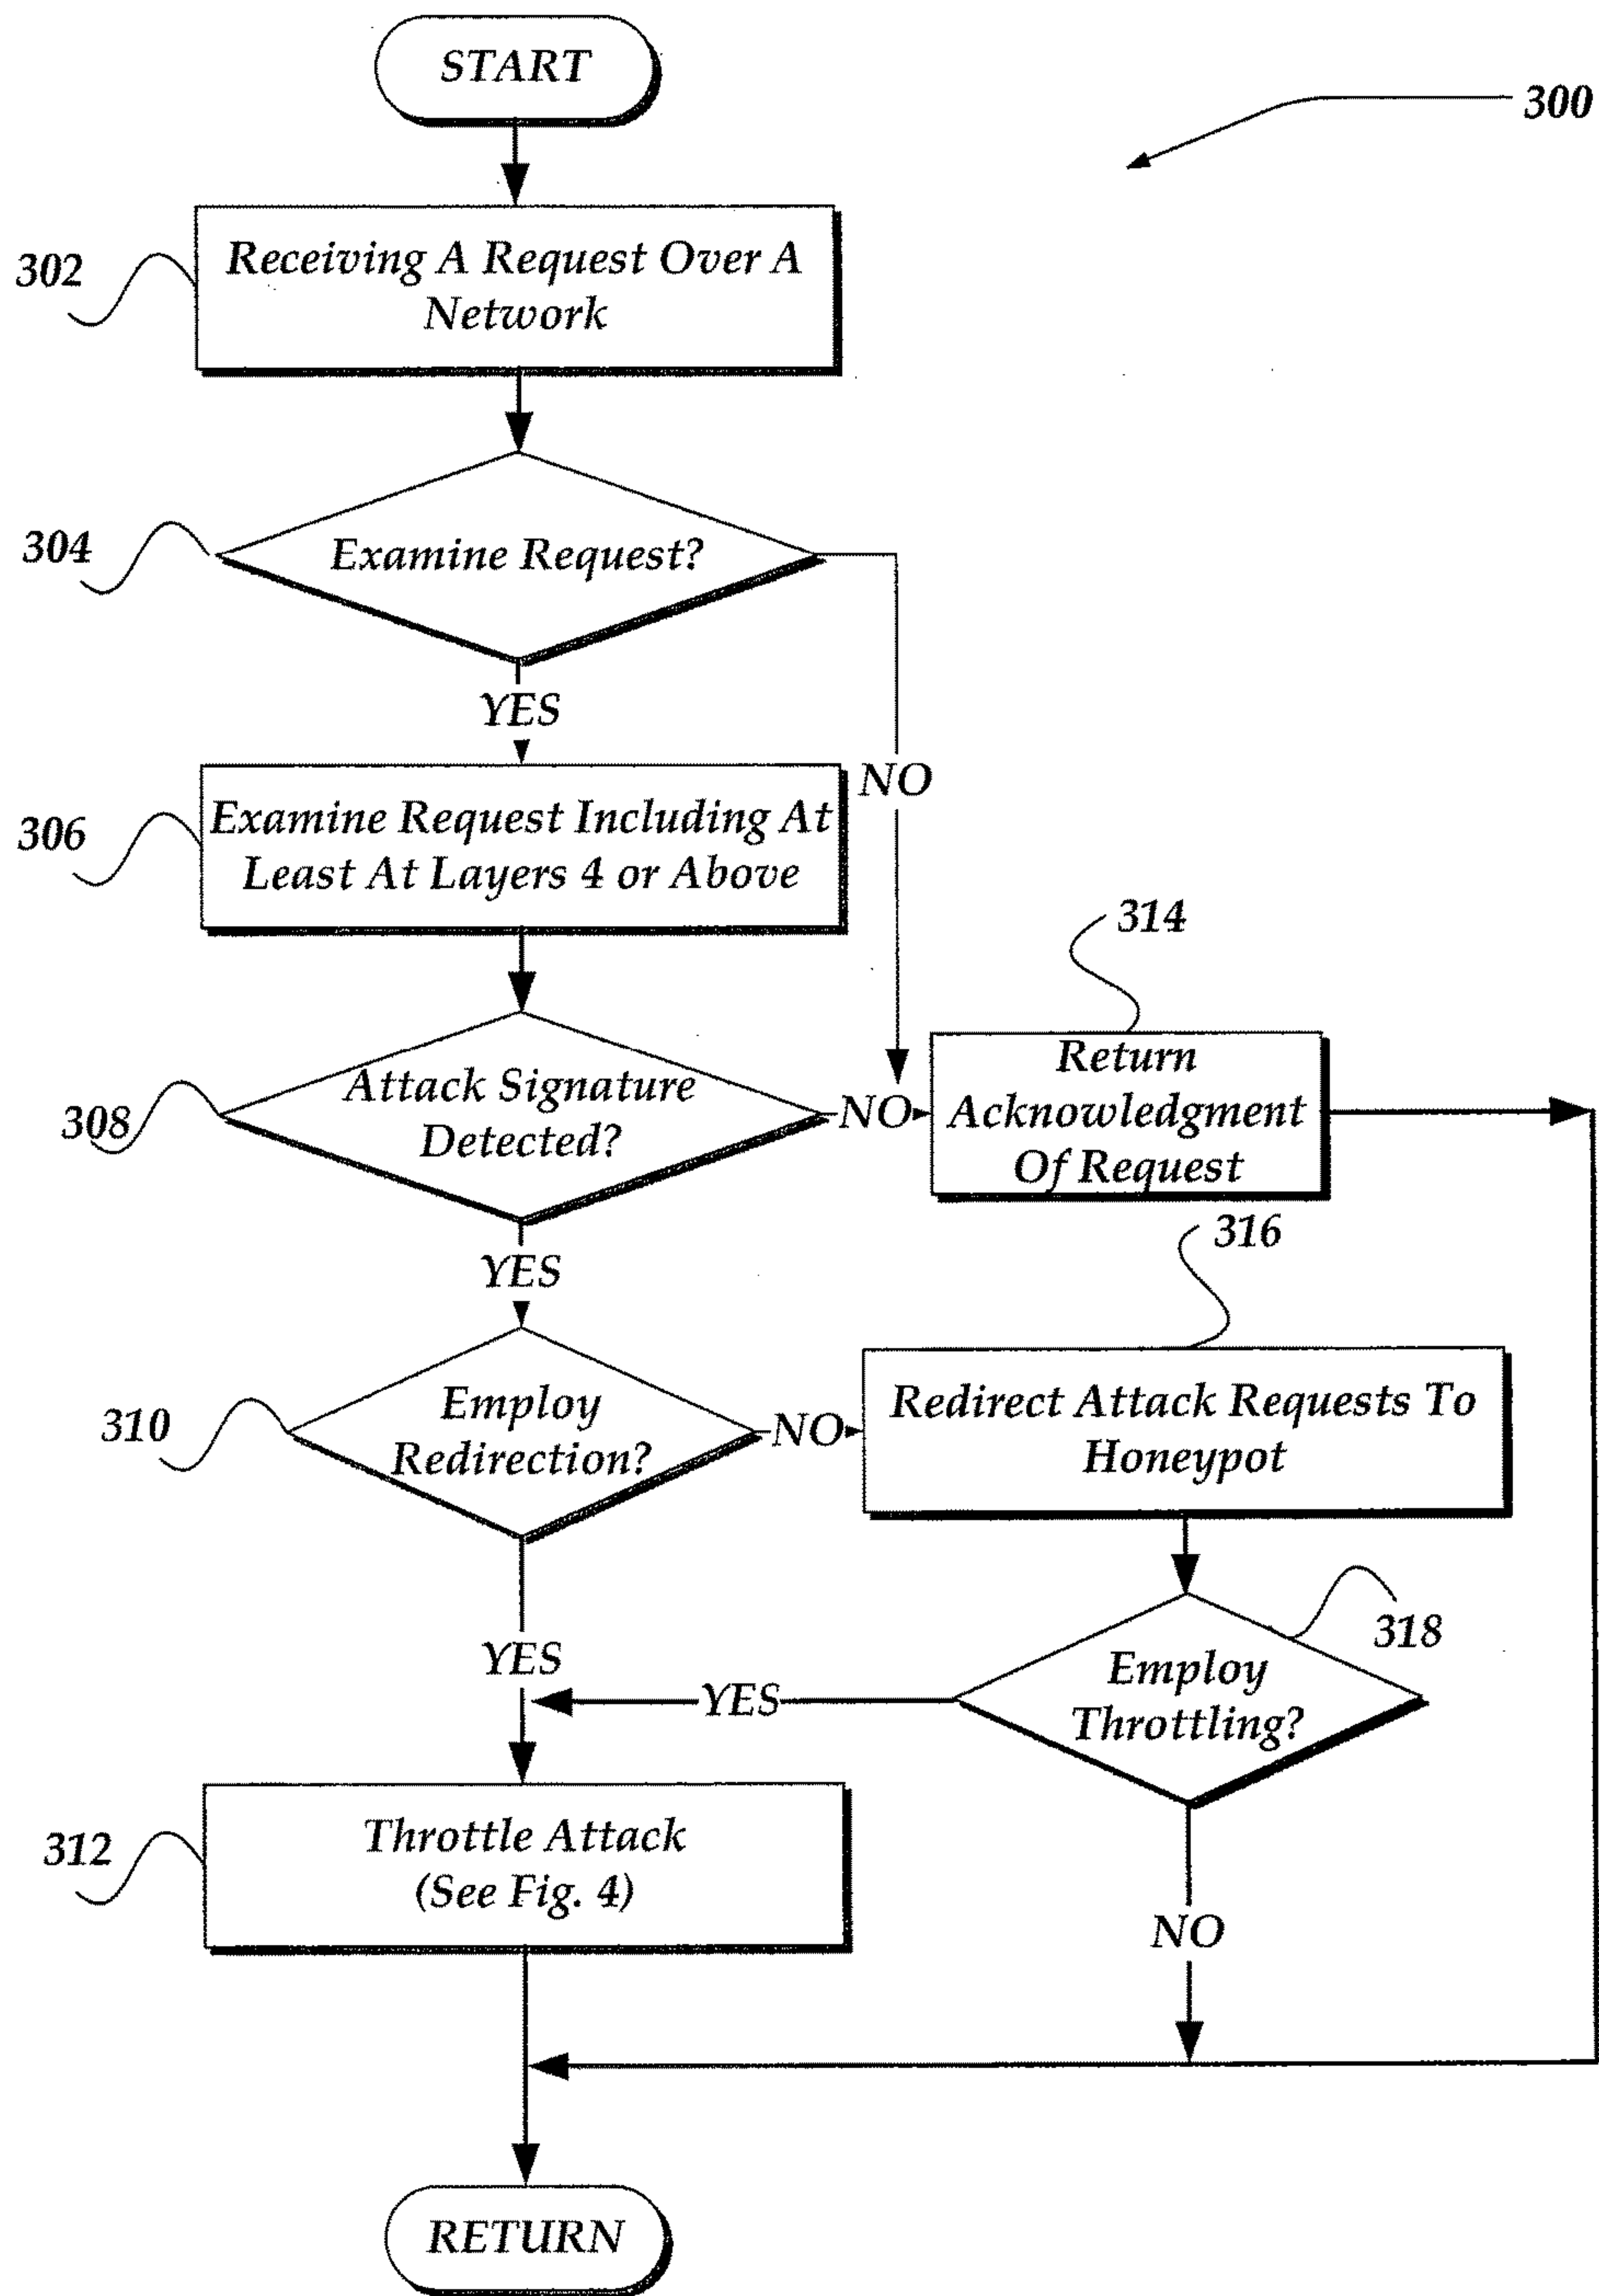 START
300
302
Receiving A Request Over A
Network
304
Examine Request?
YES
NO
306
Examine Request Including At
Least At Layers 4 or Above
314
308
Attack Signature
Detected?
NO
Return
Acknowledgment
Of Request
YES
316
310
Employ
Redirection?
NO
Redirect Attack Requests To
Honeypot
318
YES
YES
Employ
Throttling?
312
Throttle Attack
(See Fig. 4)
NO
RETURN